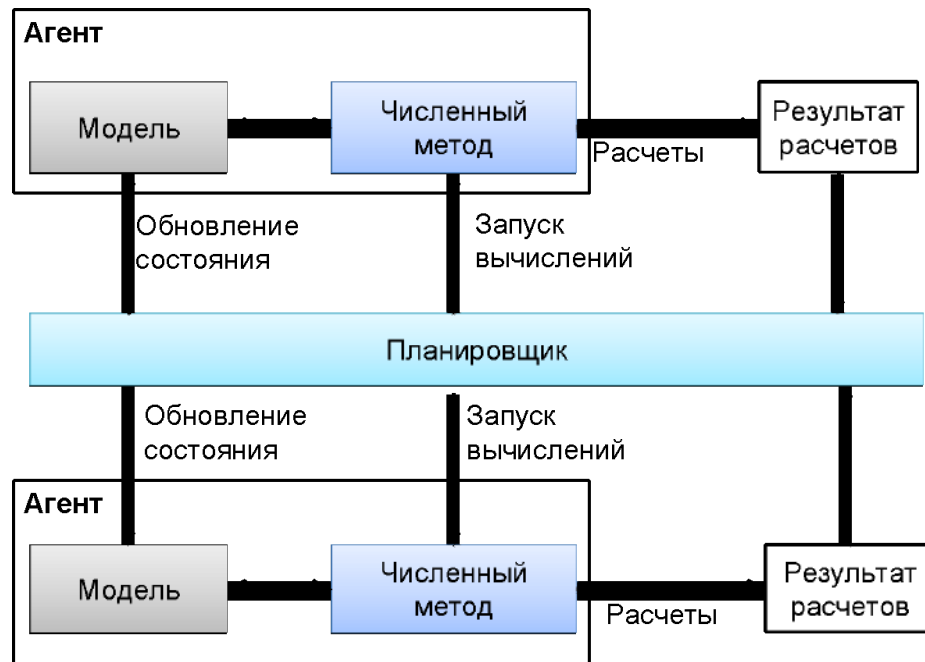 Агент
Модель
Численный
метод
Расчеты
Результат
расчетов
Обновление
состояния
Запуск
вычислений
Планировщик
Обновление
состояния
Запуск
вычислений
Агент
Модель
Численный
метод
Расчеты
Результат
расчетов